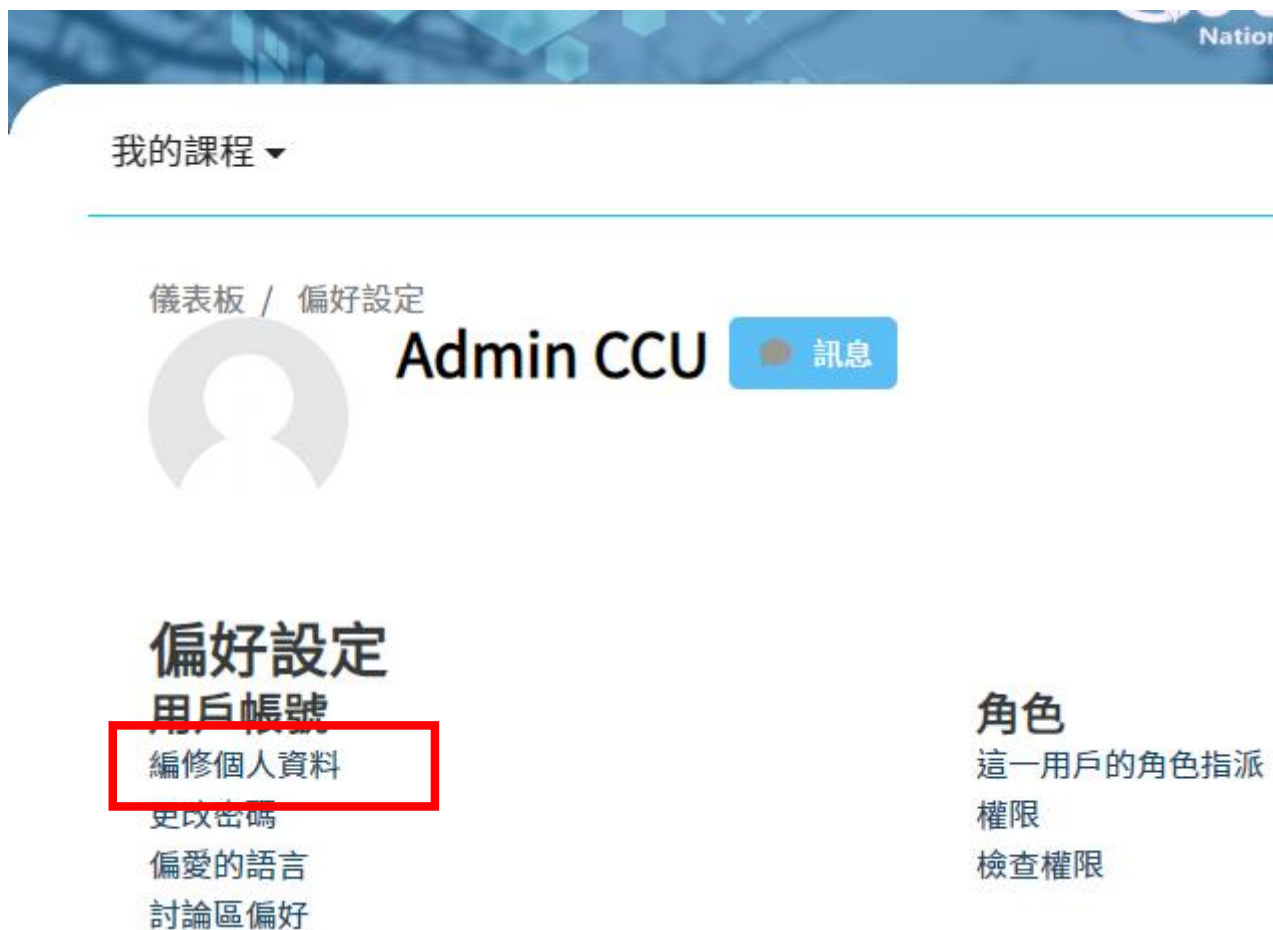 Nation
我的課程
儀表板 / 偏好設定
Admin CCU 訊息
偏好設定
用戶帳號
編修個人資料
更改密碼
偏愛的語言
討論區偏好
角色
這一用戶的角色指派
權限
檢查權限